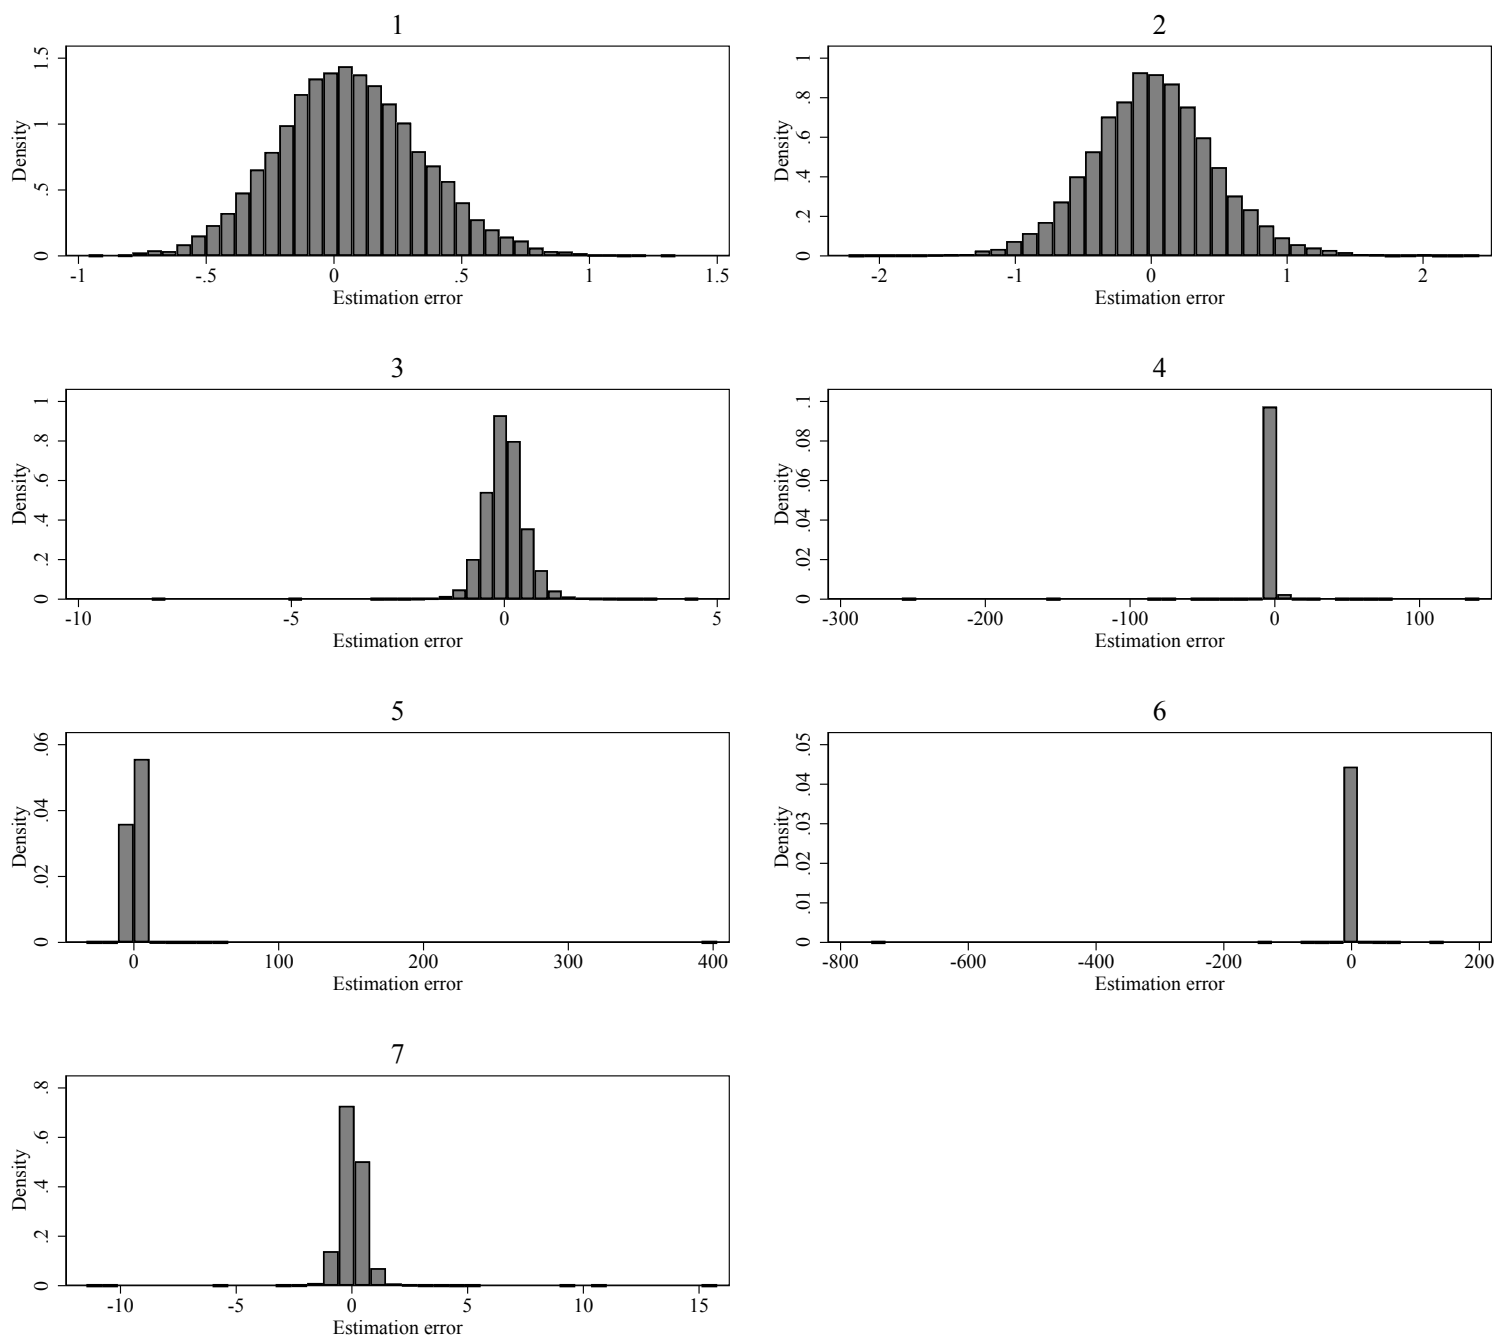 1
Density
0 .5 1 1.5
-1 -.5 0 .5 1 1.5
Estimation error
2
Density
0 .2 .4 .6 .8 1
-2 -1 0 1 2
Estimation error
3
Density
0 .2 .4 .6 .8 1
-10 -5 0 5
Estimation error
4
Density
0 .02 .04 .06 .08 .1
-300 -200 -100 0 100
Estimation error
5
Density
0 .02 .04 .06
0 100 200 300 400
Estimation error
6
Density
0 .01 .02 .03 .04 .05
-800 -600 -400 -200 0 200
Estimation error
7
Density
0 .2 .4 .6 .8
-10 -5 0 5 10 15
Estimation error